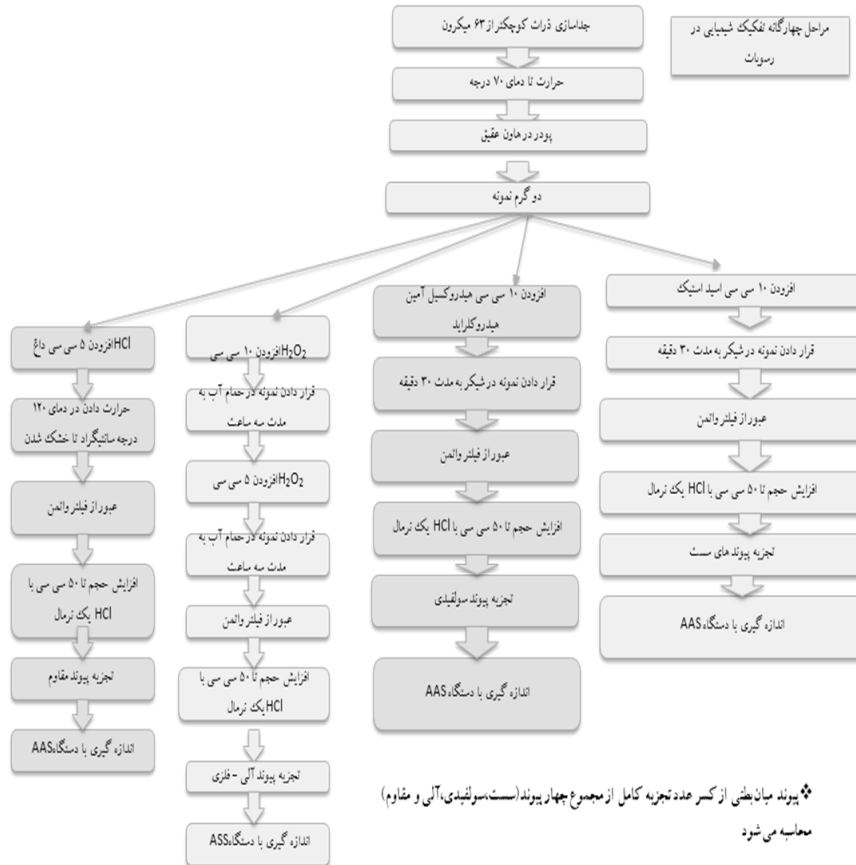 مراحل چهارگانه تفکیک شیمیایی در
رسوبات
جداسازی ذرات کوچکتر از ۶۳ میکرون
حرارت تا دمای ۷۰ درجه
پودر در هاون عقیق
دو گرم نمونه
افزودن ۱۰ سی سی اسید استیک
قرار دادن نمونه در شیکر به مدت ۳۰ دقیقه
عبور از فیلتر واتمن
افزایش حجم تا ۵۰ سی سی با HCl یک نرمال
تجزیه پیوند های سست
اندازه گیری با دستگاه AAS
افزودن ۱۰ سی سی هیدروکسیل آمین
هیدروکلراید
قرار دادن نمونه در شیکر به مدت ۳۰ دقیقه
عبور از فیلتر واتمن
افزایش حجم تا ۵۰ سی سی با HCl یک نرمال
تجزیه پیوند سولفیدی
اندازه گیری با دستگاه AAS
H₂O₂افزودن ۱۰ سی سی
قرار دادن نمونه در حمام آب به
مدت سه ساعت
H₂O₂افزودن ۵ سی سی
قرار دادن نمونه در حمام آب به
مدت سه ساعت
عبور از فیلتر واتمن
افزایش حجم تا ۵۰ سی سی با
HCl یک نرمال
تجزیه پیوند آلی - فلزی
اندازه گیری با دستگاه ASS
HClافزودن ۵ سی سی داغ
حرارت دادن در دمای ۱۲۰
درجه سانتیگراد تا خشک شدن
عبور از فیلتر واتمن
افزایش حجم تا ۵۰ سی سی با
HCl یک نرمال
تجزیه پیوند مقاوم
اندازه گیری با دستگاه AAS
❖ پیوند میان بطنی از کسر عدد تجزیه کامل از مجموع چهار پیوند(سست،سولفیدی،آلی و مقاوم)
محاسبه می شود